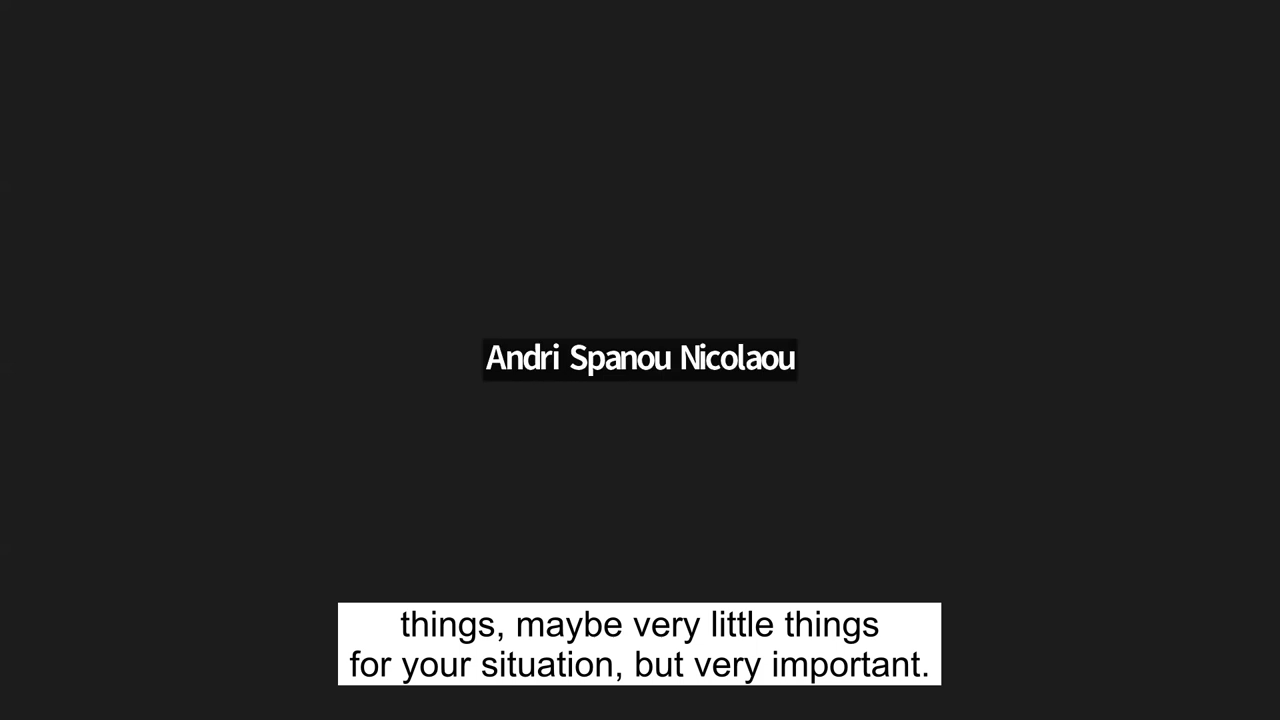 Andri Spanou Nicolaou
things, maybe very little things
for your situation, but very important.